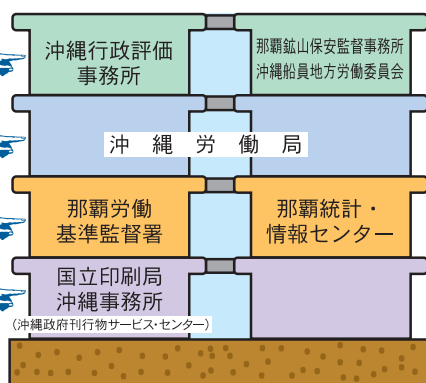 沖縄行政評価
事務所
那覇鉱山保安監督事務所
沖縄船員地方労働委員会
沖縄労働局
那覇労働
基準監督署
那覇統計・
情報センター
国立印刷局
沖縄事務所
（沖縄政府刊行物サービス・センター）